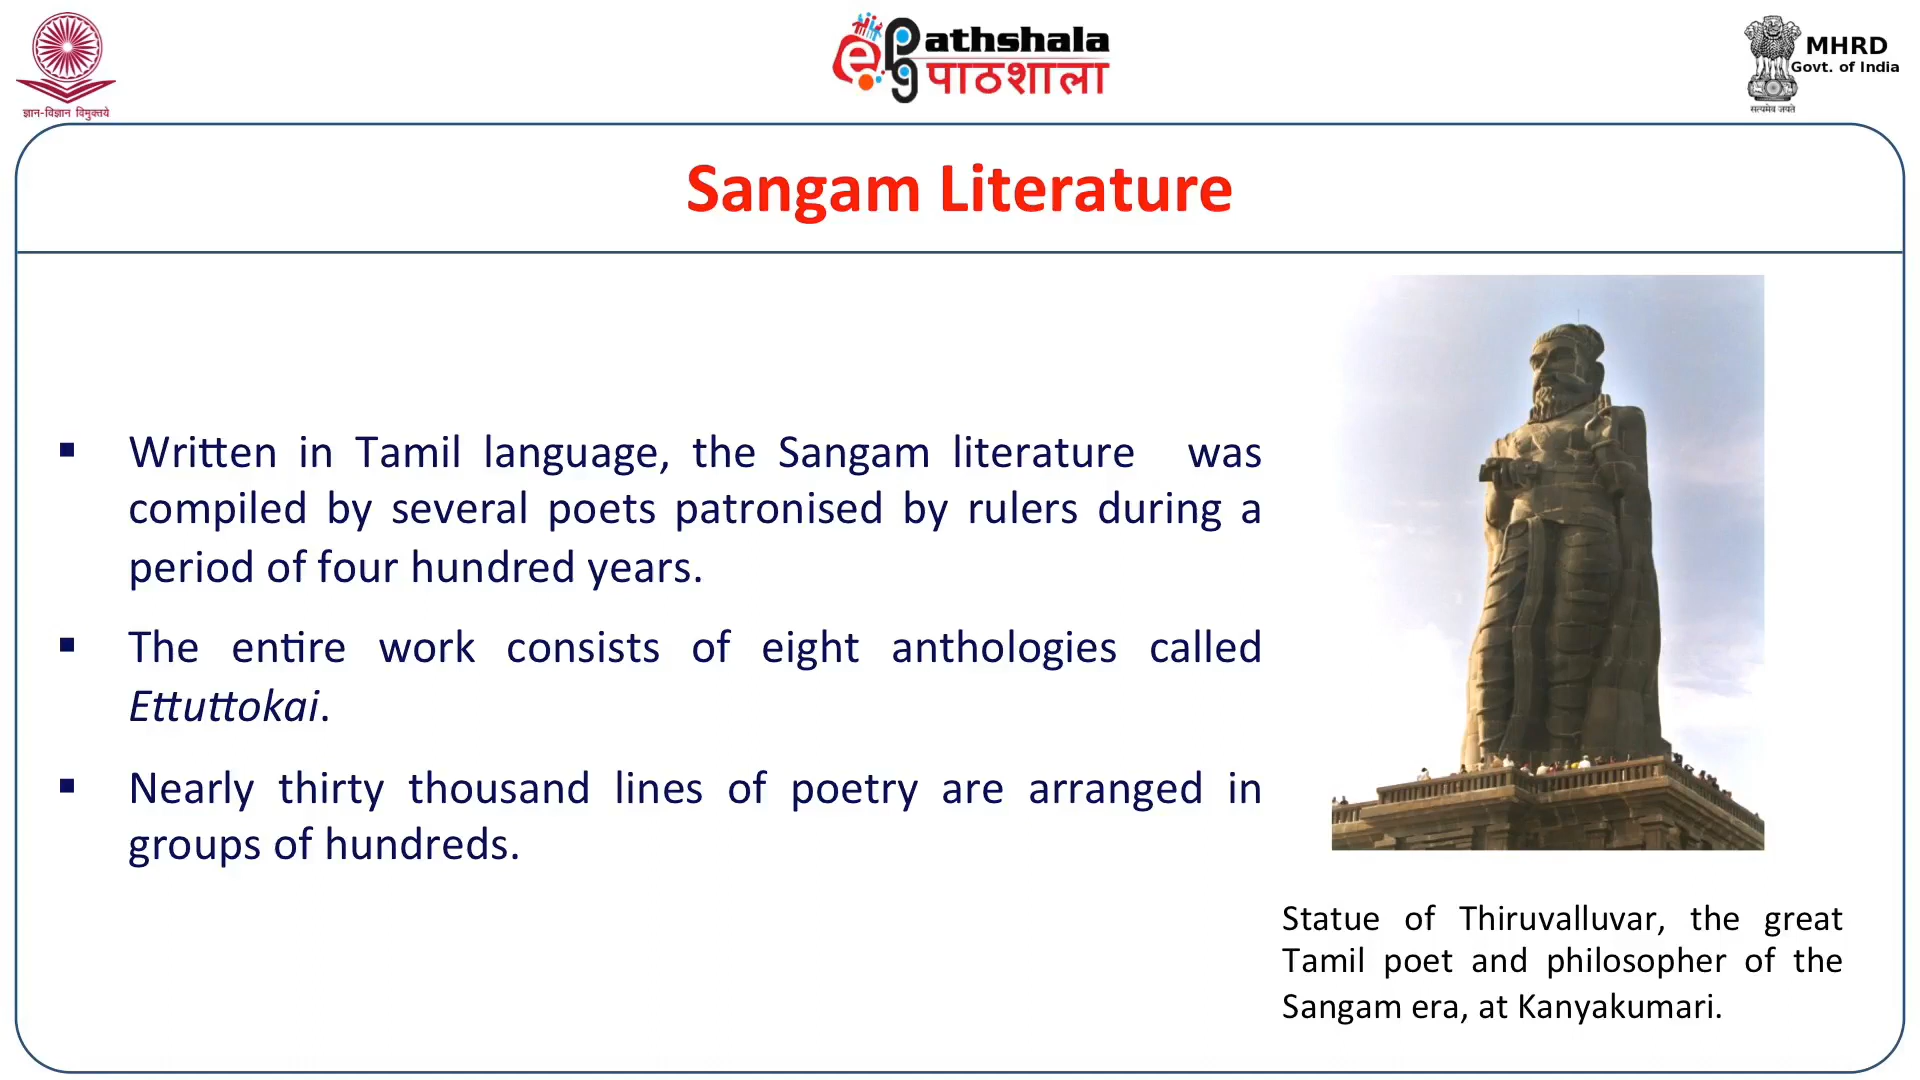 ज्ञान-विज्ञान विमुक्तये
ePathshala
पाठशाला
MHRD
Govt. of India
सत्यमेव जयते
Sangam Literature
▪ Written in Tamil language, the Sangam literature was
compiled by several poets patronised by rulers during a
period of four hundred years.
▪ The entire work consists of eight anthologies called
Ettuttokai.
▪ Nearly thirty thousand lines of poetry are arranged in
groups of hundreds.
Statue of Thiruvalluvar, the great
Tamil poet and philosopher of the
Sangam era, at Kanyakumari.